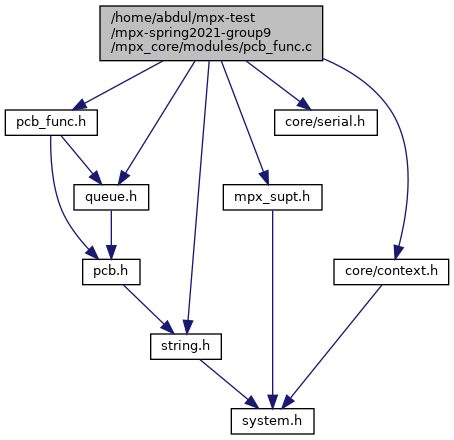 /home/abdul/mpx-test
/mpx-spring2021-group9
/mpx_core/modules/pcb_func.c
pcb_func.h
core/serial.h
queue.h
mpx_supt.h
pcb.h
core/context.h
string.h
system.h